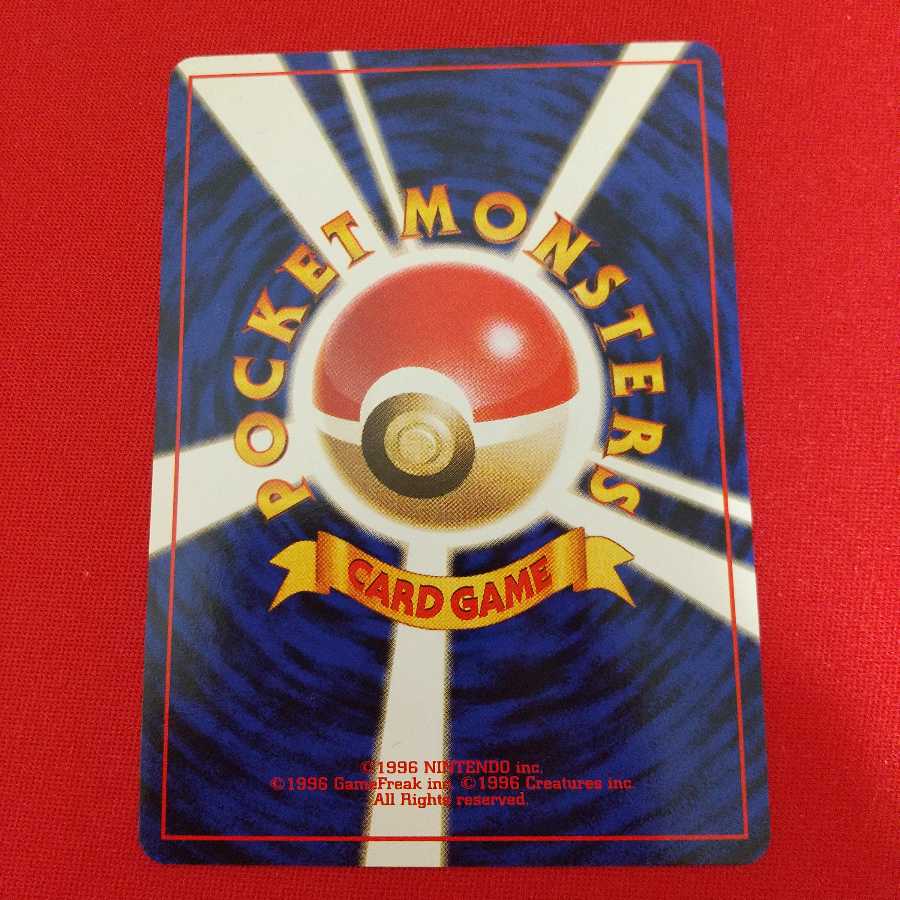 POCKET MONSTERS
CARD GAME
©1996 NINTENDO inc.
©1996 GameFreak inc. ©1996 Creatures inc.
All Rights reserved.